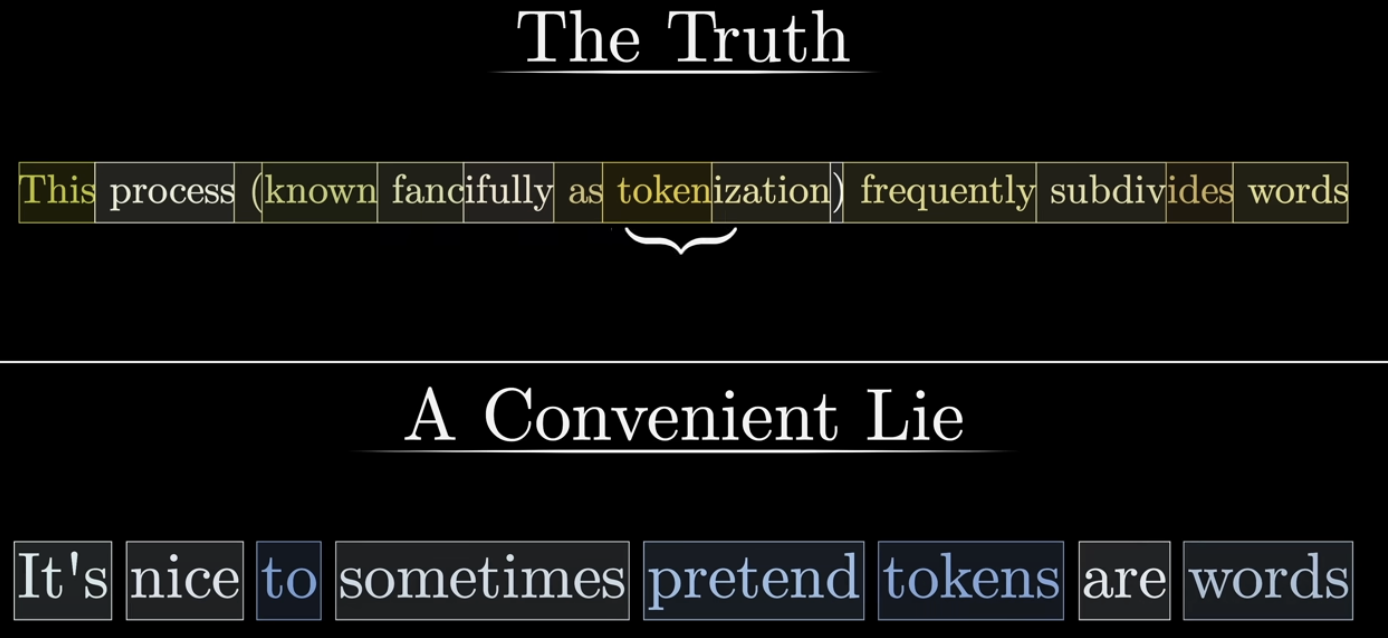 The Truth
This process (known fancifully as tokenization) frequently subdivides words
A Convenient Lie
It's nice to sometimes pretend tokens are words